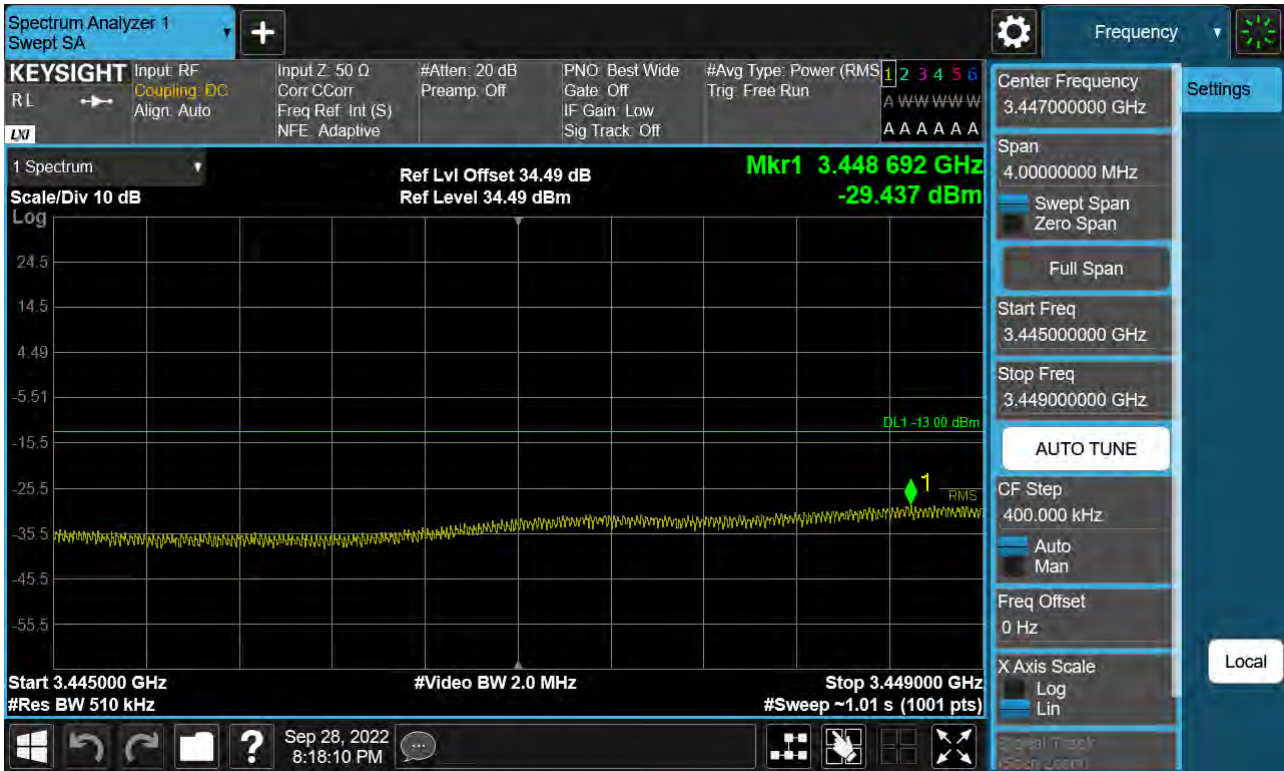 Spectrum Analyzer 1
Swept SA
+
Frequency
KEYSIGHT
RL
LXI
Input: RF
Coupling: DC
Align: Auto
Input Z: 50 Ω
Corr CCorr
Freq Ref: Int (S)
NFE: Adaptive
#Atten: 20 dB
Preamp: Off
PNO: Best Wide
Gate: Off
IF Gain: Low
Sig Track: Off
#Avg Type: Power (RMS
Trig: Free Run
1 2 3 4 5 6
A W W W W W
A A A A A A
1 Spectrum
Scale/Div 10 dB
Log
Ref Lvl Offset 34.49 dB
Ref Level 34.49 dBm
Mkr1 3.448 692 GHz
-29.437 dBm
24.5
14.5
4.49
-5.51
-15.5
-25.5
-35.5
-45.5
-55.5
DL1 -13.00 dBm
1
RMS
Start 3.445000 GHz
#Res BW 510 kHz
#Video BW 2.0 MHz
Stop 3.449000 GHz
#Sweep ~1.01 s (1001 pts)
Center Frequency
3.447000000 GHz
Span
4.00000000 MHz
Swept Span
Zero Span
Full Span
Start Freq
3.445000000 GHz
Stop Freq
3.449000000 GHz
AUTO TUNE
CF Step
400.000 kHz
Auto
Man
Freq Offset
0 Hz
X Axis Scale
Log
Lin
Signal Track
(Span Zoom)
Settings
Local
?
Sep 28, 2022
8:18:10 PM